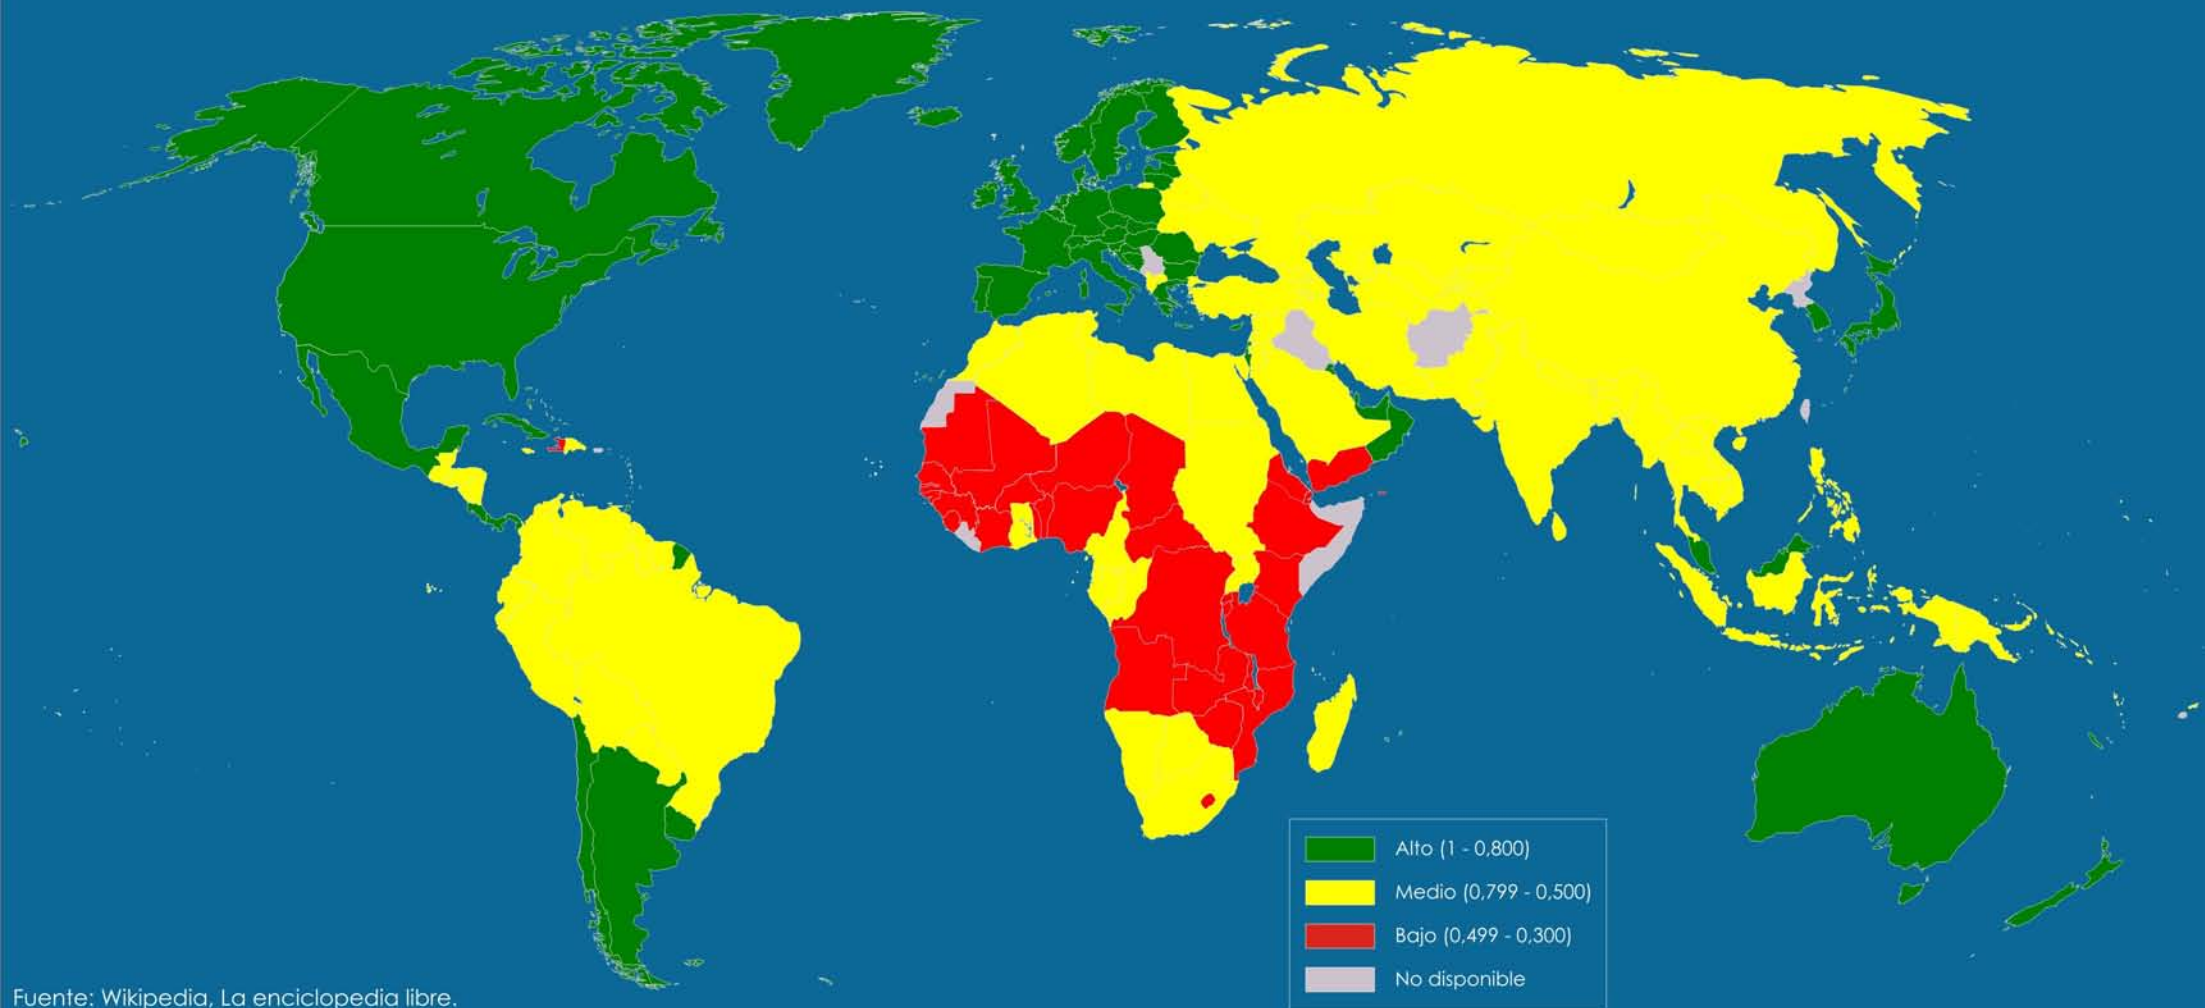 Alto (1 - 0,800)
Medio (0,799 - 0,500)
Bajo (0,499 - 0,300)
No disponible
Fuente: Wikipedia, La enciclopedia libre.